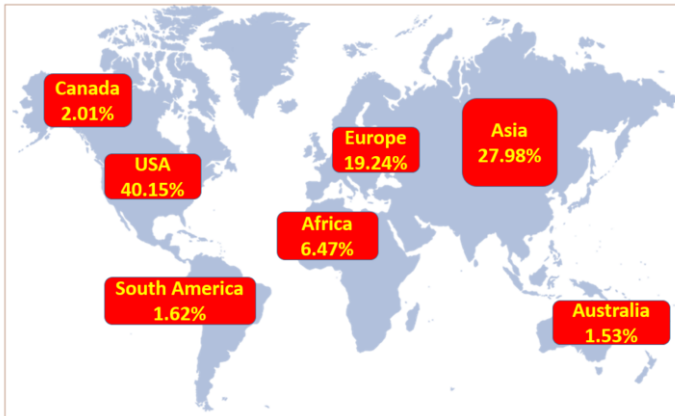 Canada
2.01%
USA
40.15%
Europe
19.24%
Asia
27.98%
Africa
6.47%
South America
1.62%
Australia
1.53%